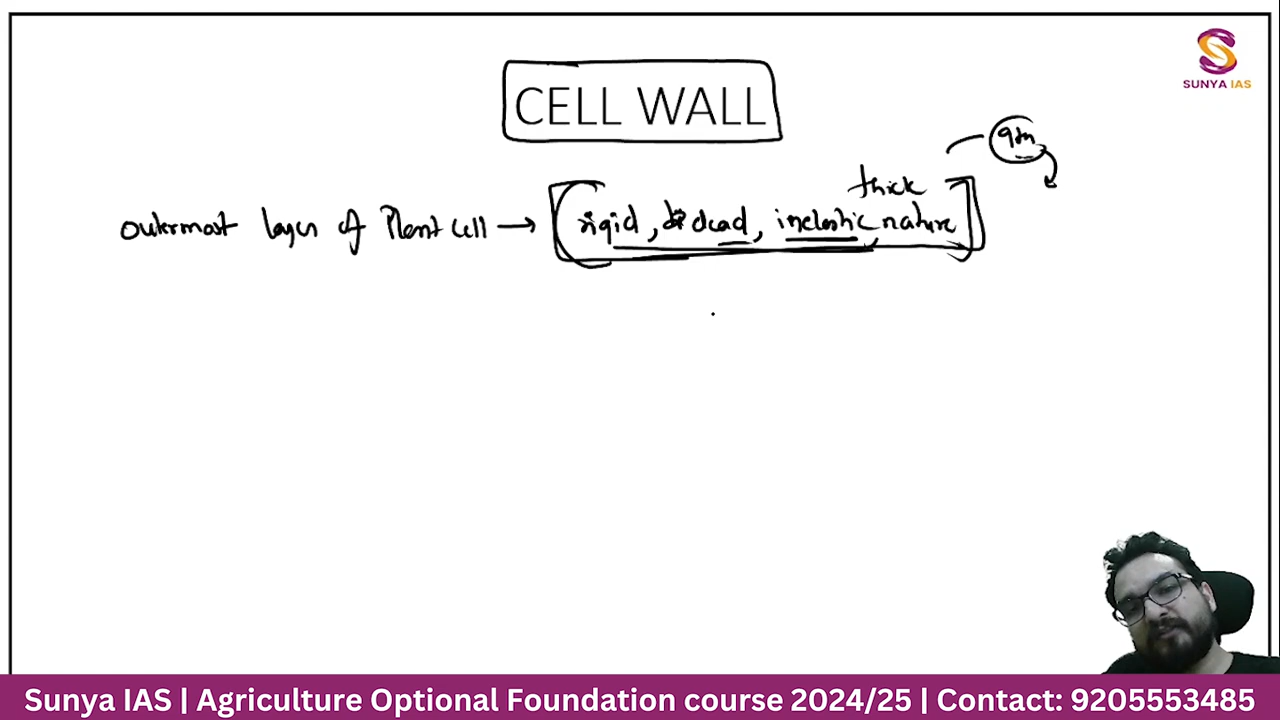 SUNYA IAS
CELL WALL
thick
outermost layer of Plant cell → rigid, dead, inelastic, nature
Sunya IAS | Agriculture Optional Foundation course 2024/25 | Contact: 9205553485